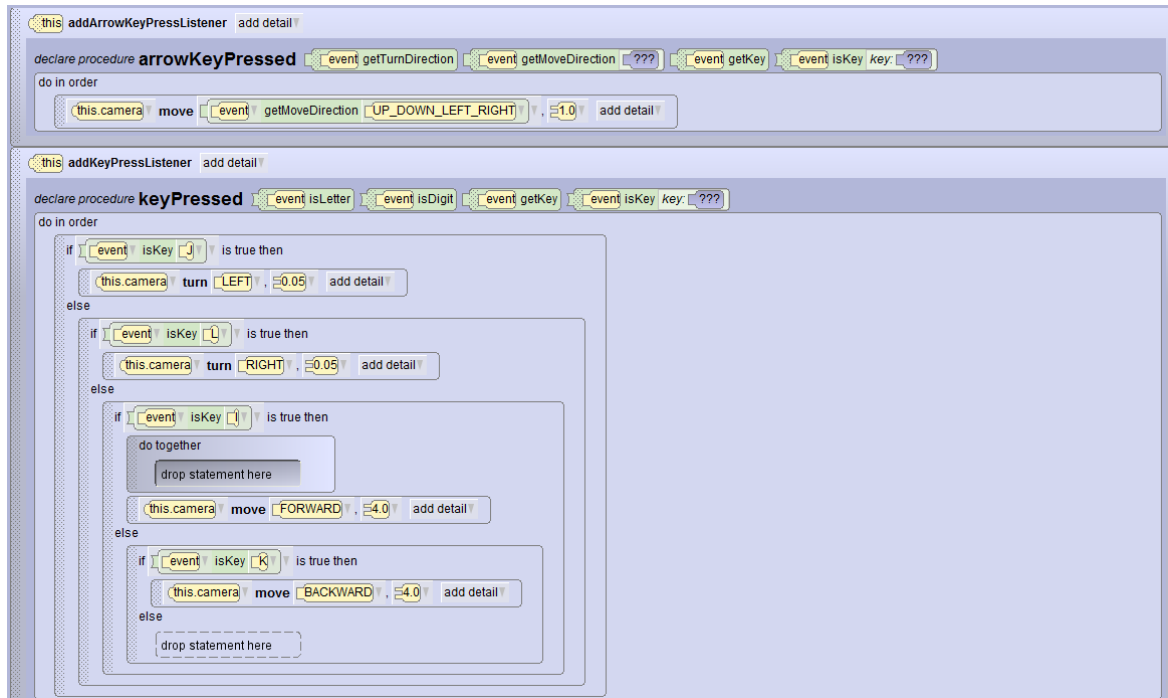 this addArrowKeyPressListener add detail
declare procedure arrowKeyPressed event getTurnDirection event getMoveDirection ??? event getKey event isKey key: ???
do in order
this.camera move event getMoveDirection UP_DOWN_LEFT_RIGHT , 1.0 add detail
this addKeyPressListener add detail
declare procedure keyPressed event isLetter event isDigit event getKey event isKey key: ???
do in order
if event isKey J is true then
this.camera turn LEFT , 0.05 add detail
else
if event isKey L is true then
this.camera turn RIGHT , 0.05 add detail
else
if event isKey I is true then
do together
drop statement here
this.camera move FORWARD , 4.0 add detail
else
if event isKey K is true then
this.camera move BACKWARD , 4.0 add detail
else
drop statement here